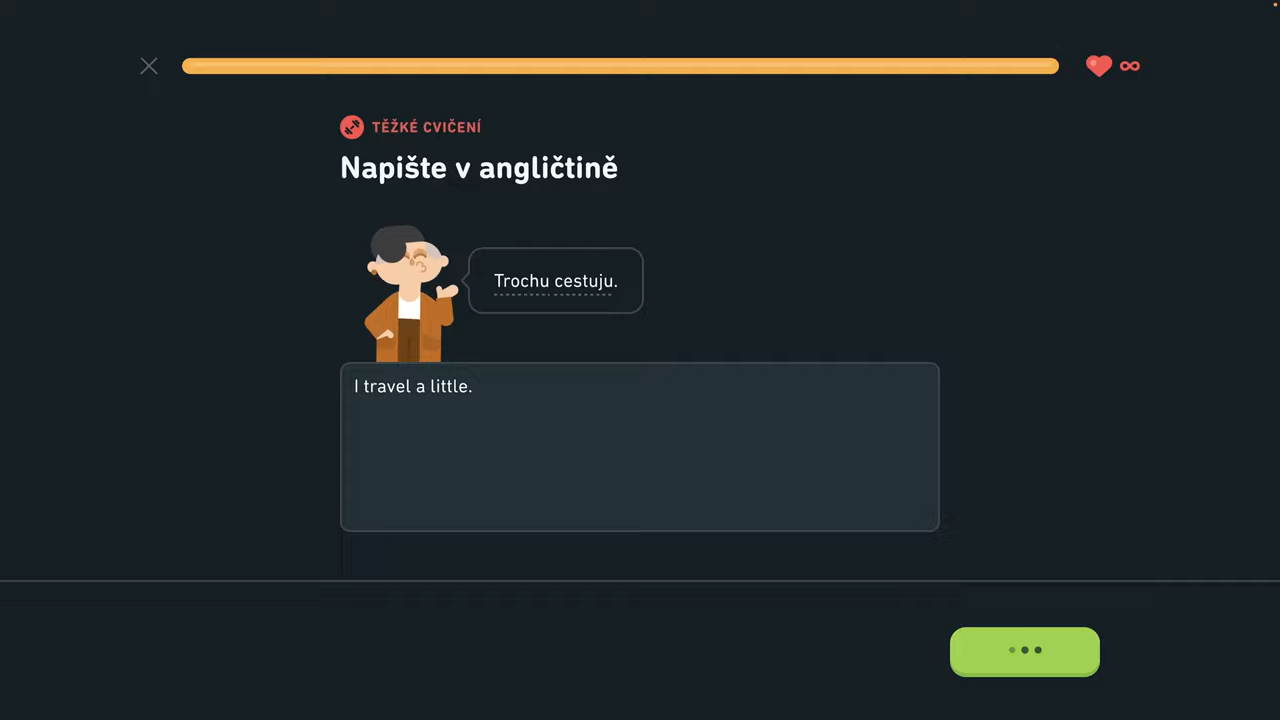 TĚŽKÉ CVIČENÍ
Napište v angličtině
Trochu cestuju.
I travel a little.